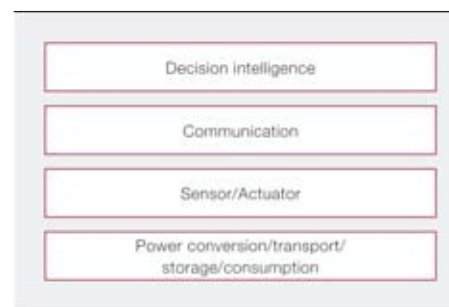 Decision intelligence
Communication
Sensor/Actuator
Power conversion/transport/
storage/consumption